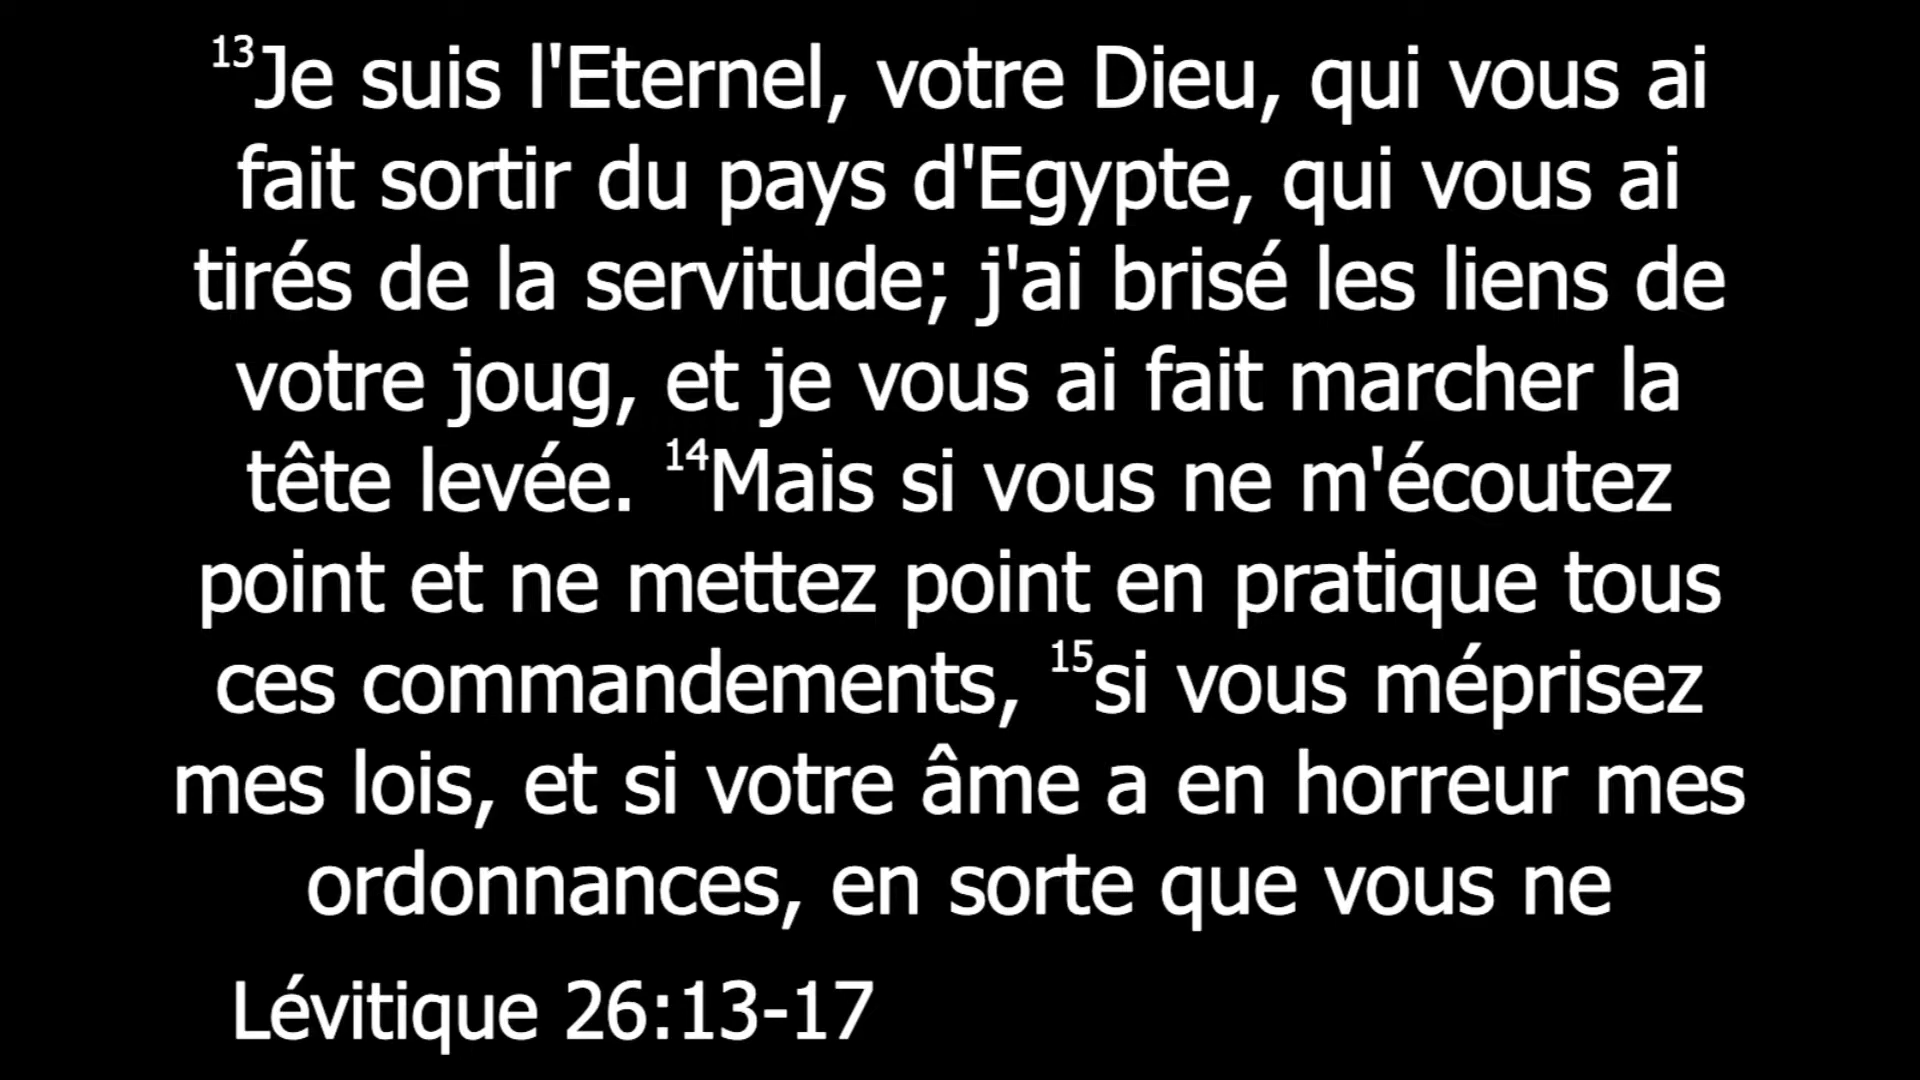 13Je suis l'Eternel, votre Dieu, qui vous ai
fait sortir du pays d'Egypte, qui vous ai
tirés de la servitude; j'ai brisé les liens de
votre joug, et je vous ai fait marcher la
tête levée. 14Mais si vous ne m'écoutez
point et ne mettez point en pratique tous
ces commandements, 15si vous méprisez
mes lois, et si votre âme a en horreur mes
ordonnances, en sorte que vous ne
Lévitique 26:13-17